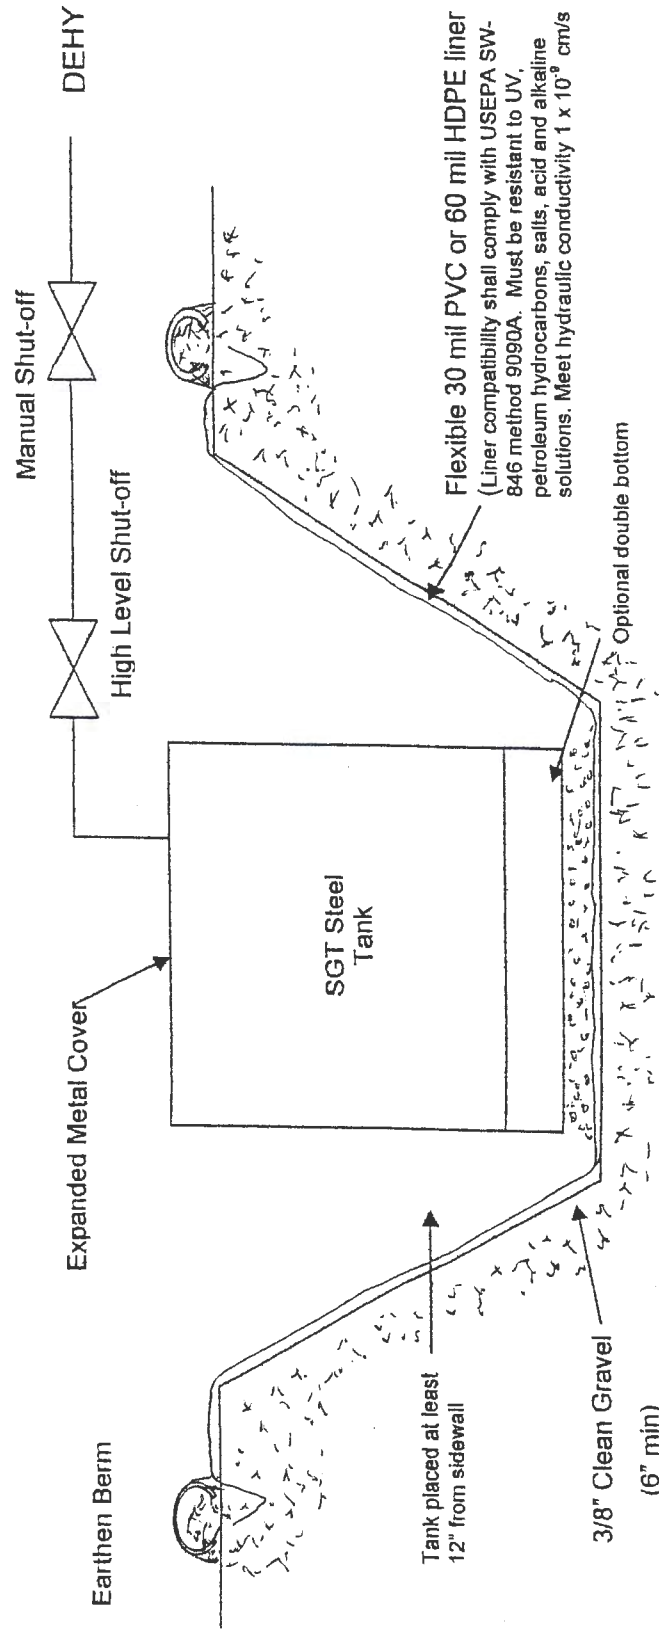 DEHY
Manual Shut-off
High Level Shut-off
Expanded Metal Cover
Earthen Berm
SGT Steel
Tank
Flexible 30 mil PVC or 60 mil HDPE liner
(Liner compatibility shall comply with USEPA SW-
846 method 9090A. Must be resistant to UV,
petroleum hydrocarbons, salts, acid and alkaline
solutions. Meet hydraulic conductivity 1 x 10⁻⁹ cm/s
Optional double bottom
Tank placed at least
12" from sidewall
3/8" Clean Gravel
(6" min)